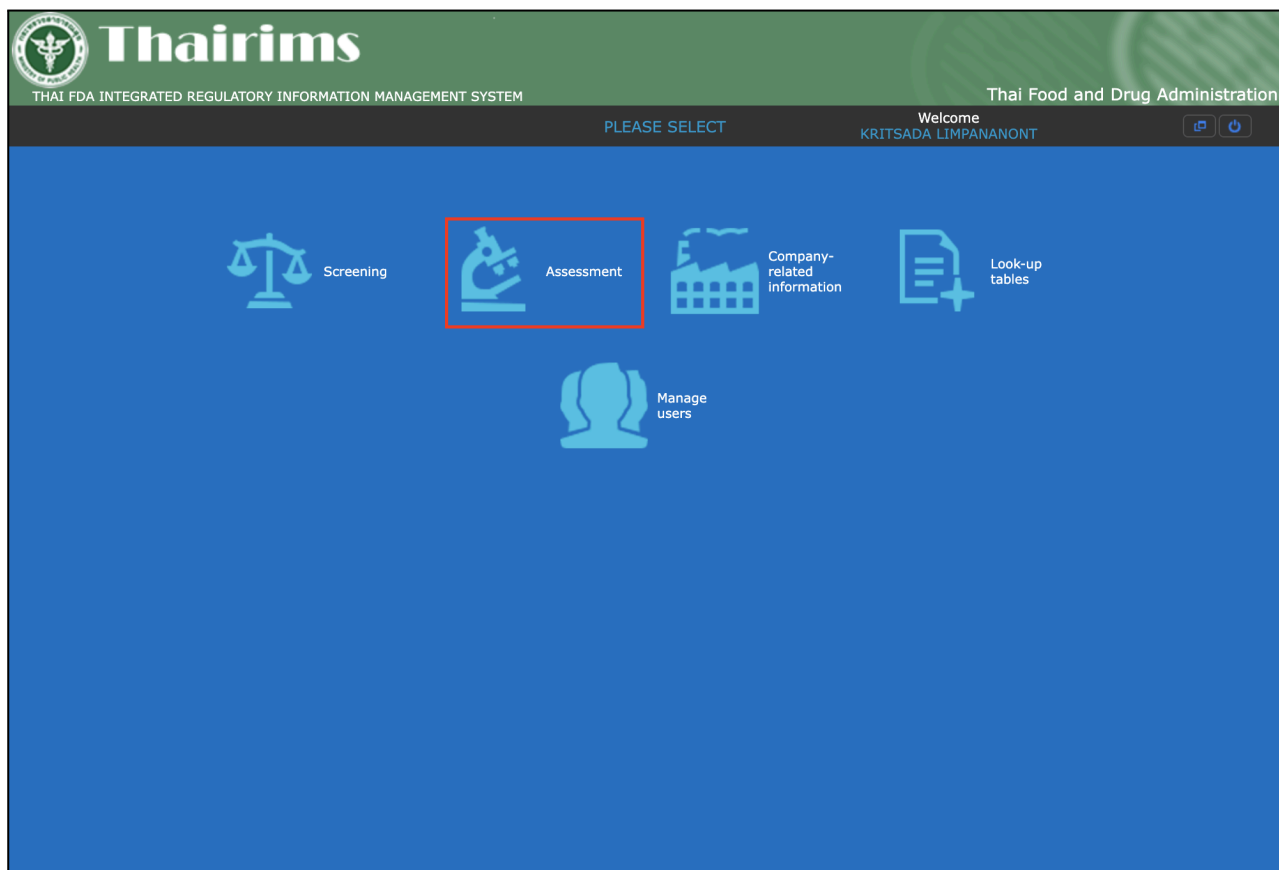 Thairims
THAI FDA INTEGRATED REGULATORY INFORMATION MANAGEMENT SYSTEM
Thai Food and Drug Administration
PLEASE SELECT
Welcome
KRITSADA LIMPANANONT
Screening
Assessment
Company-
related
information
Look-up
tables
Manage
users